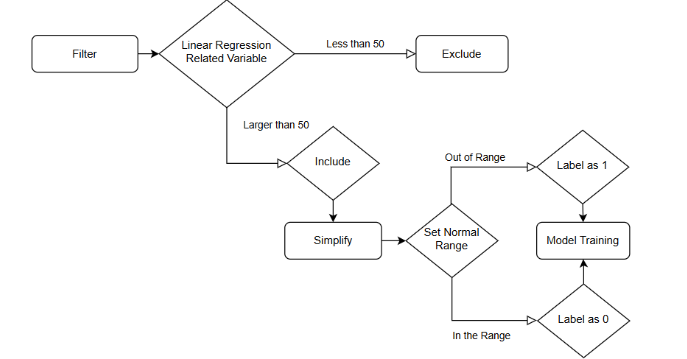 Filter
Linear Regression
Related Variable
Less than 50
Exclude
Larger than 50
Include
Simplify
Set Normal
Range
Out of Range
Label as 1
Model Training
In the Range
Label as 0